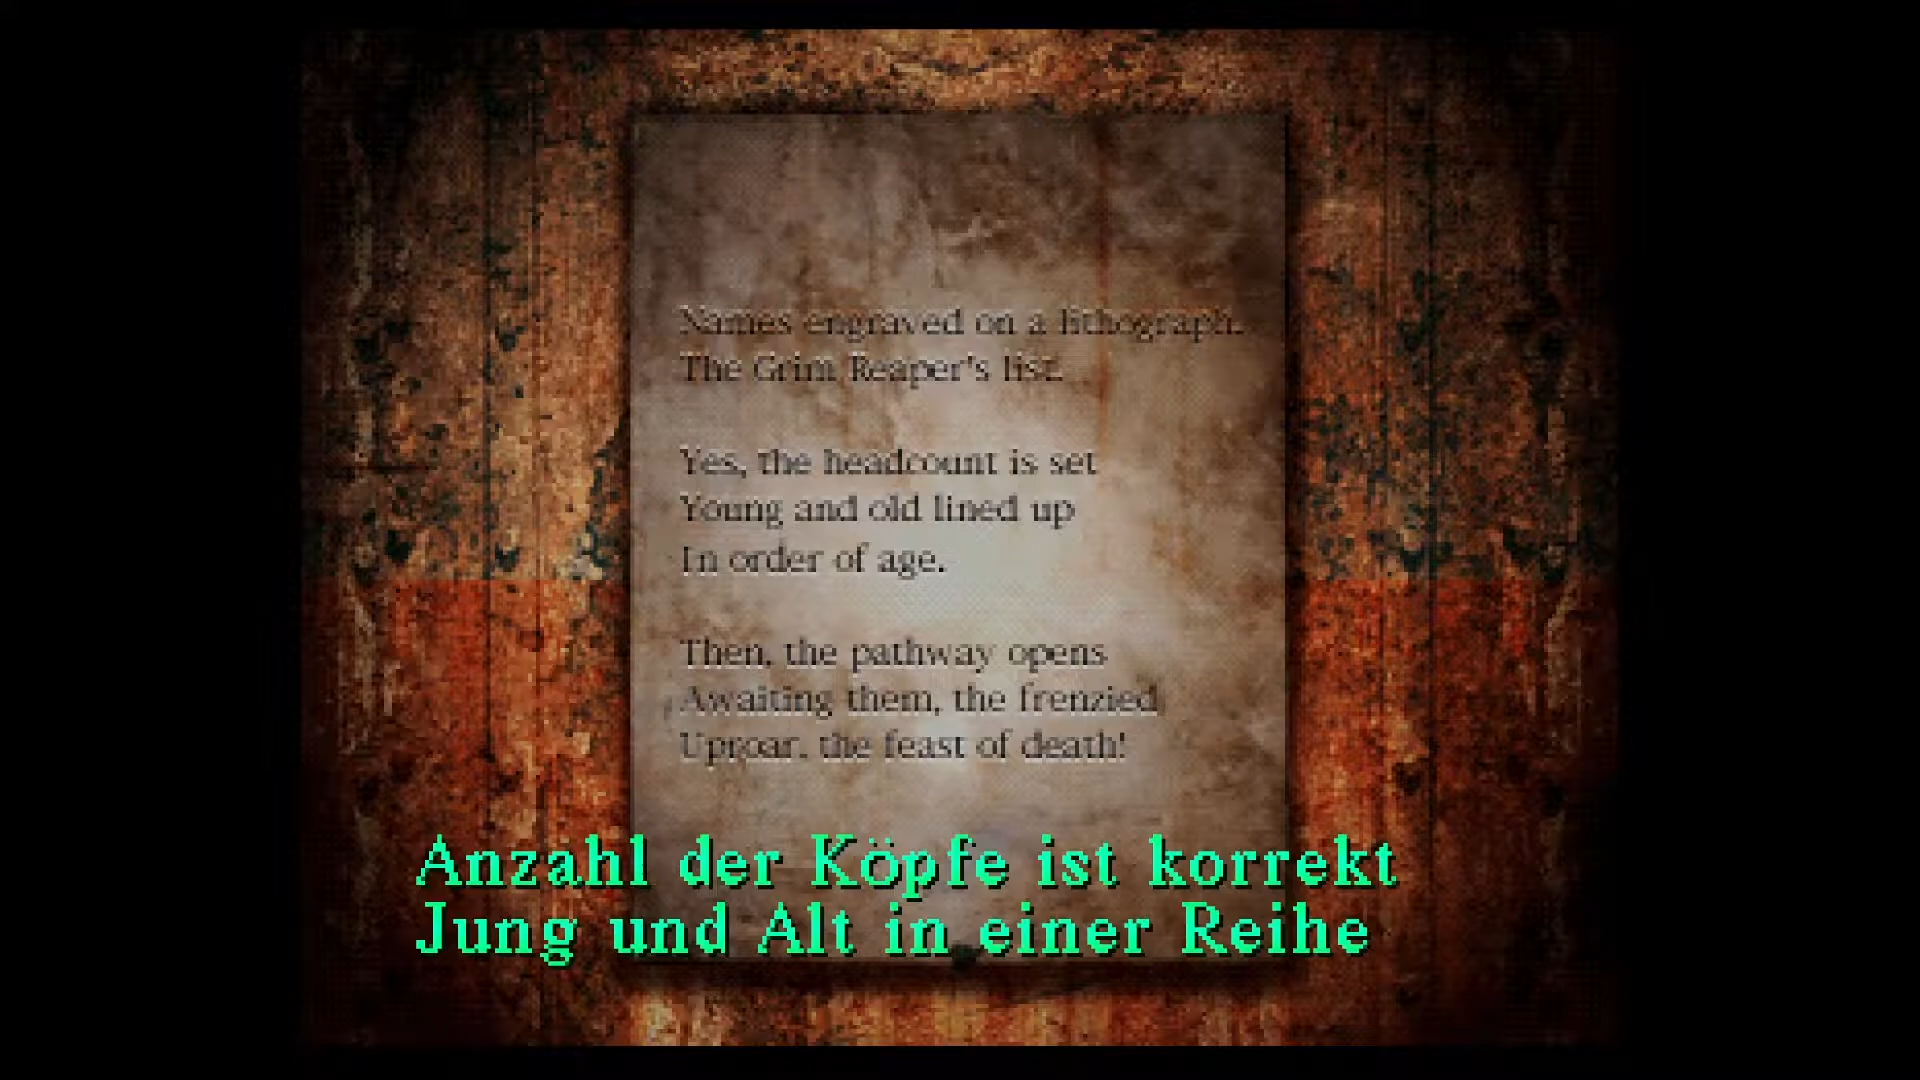 Names engraved on a lithograph.
The Grim Reaper's list.
Yes, the headcount is set
Young and old lined up
In order of age.
Then, the pathway opens
Awaiting them, the frenzied
Uproar, the feast of death!
Anzahl der Köpfe ist korrekt
Jung und Alt in einer Reihe